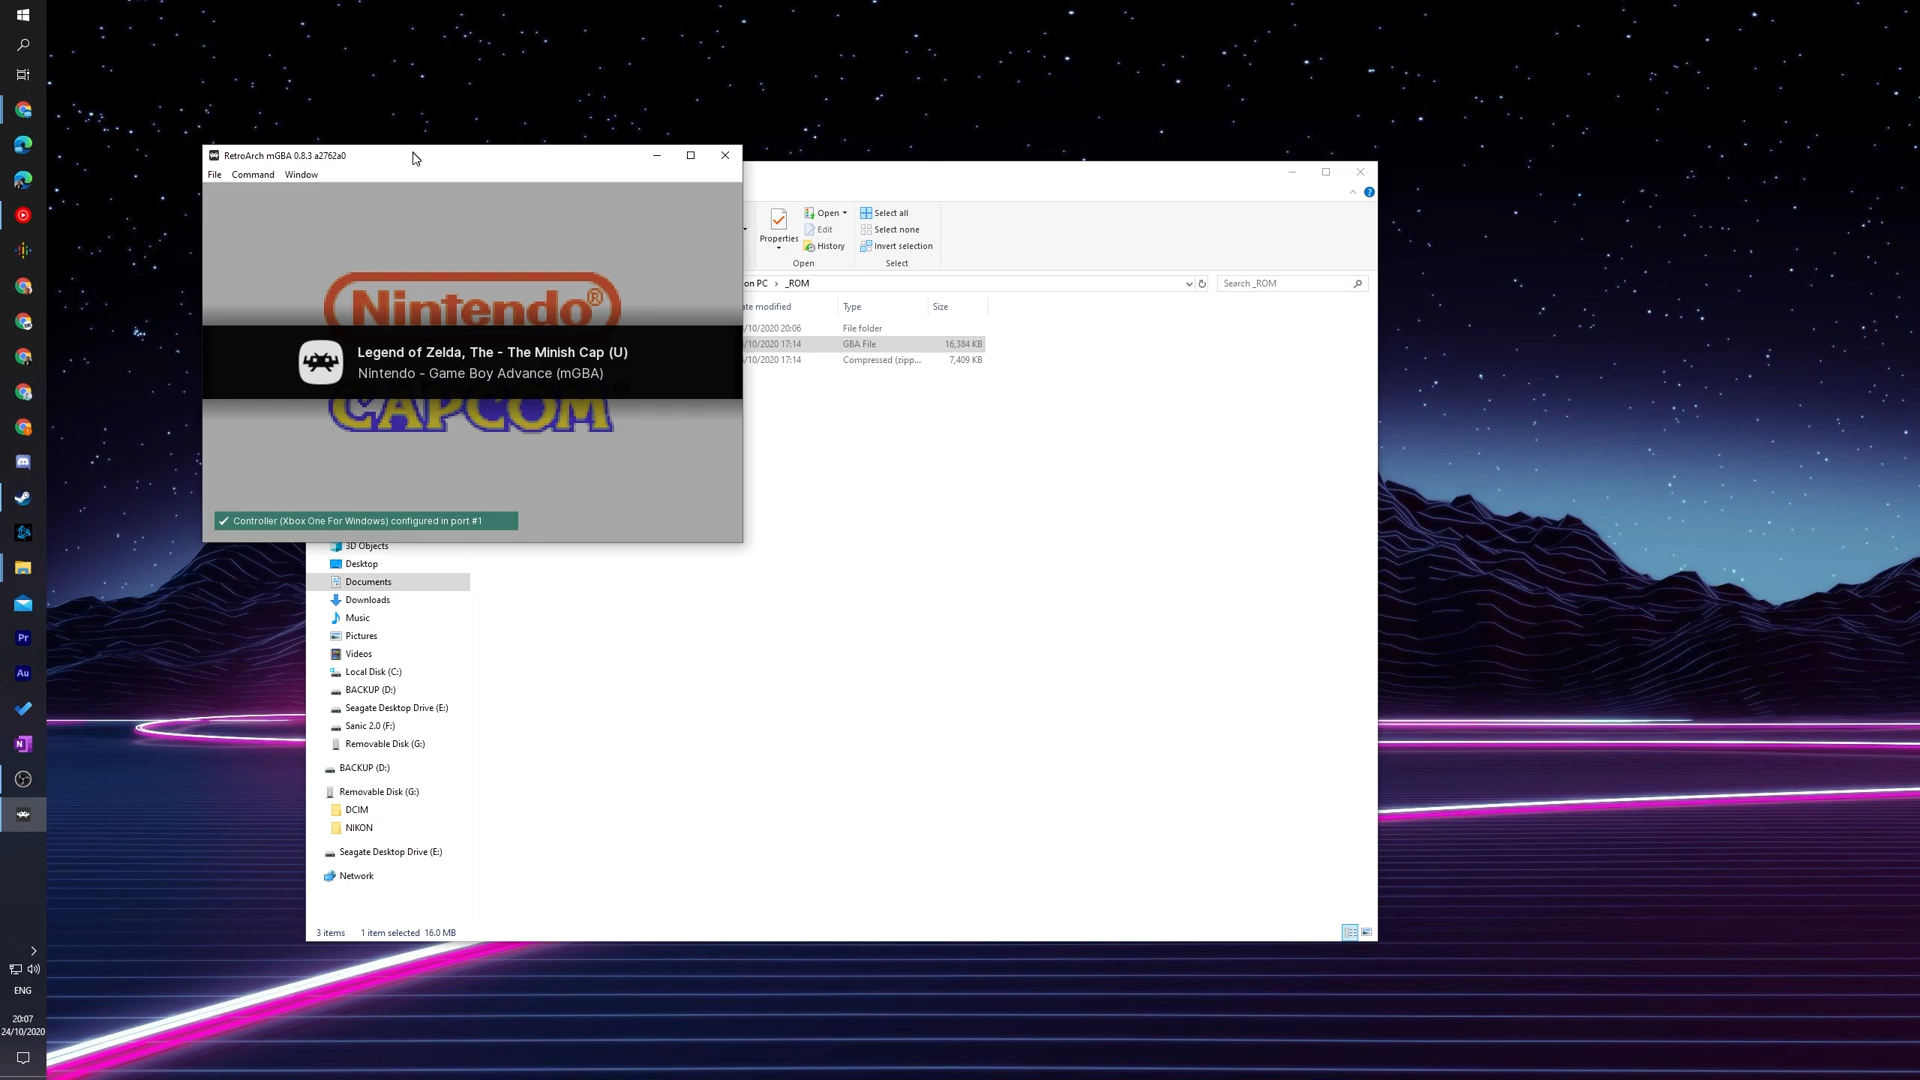 RetroArch mGBA 0.8.3 a2762a0
File Command Window
Nintendo®
Legend of Zelda, The - The Minish Cap (U)
Nintendo - Game Boy Advance (mGBA)
CAPCOM
Controller (Xbox One For Windows) configured in port #1
Properties
Open
Edit
History
Open
Select all
Select none
Invert selection
Select
on PC > _ROM
Search _ROM
ate modified Type Size
/10/2020 20:06 File folder
/10/2020 17:14 GBA File 16,384 KB
/10/2020 17:14 Compressed (zipp... 7,409 KB
3D Objects
Desktop
Documents
Downloads
Music
Pictures
Videos
Local Disk (C:)
BACKUP (D:)
Seagate Desktop Drive (E:)
Sanic 2.0 (F:)
Removable Disk (G:)
BACKUP (D:)
Removable Disk (G:)
DCIM
NIKON
Seagate Desktop Drive (E:)
Network
3 items 1 item selected 16.0 MB
Pr
Au
N
ENG
20:07
24/10/2020